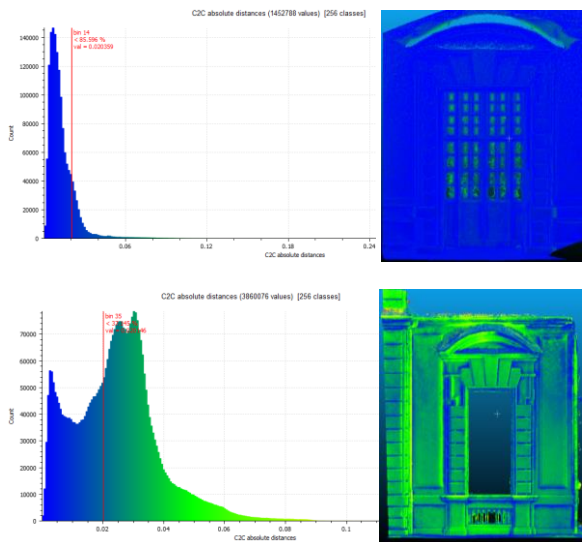 C2C absolute distances (1452788 values) [256 classes]
bin 14
< 85.596 %
val = 0.020359
140000
120000
100000
80000
60000
40000
20000
0
Count
0.06
0.12
0.18
0.24
C2C absolute distances
C2C absolute distances (3860076 values) [256 classes]
bin 35
80000
70000
60000
50000
40000
30000
20000
10000
0
Count
0.02
0.04
0.06
0.08
0.1
C2C absolute distances